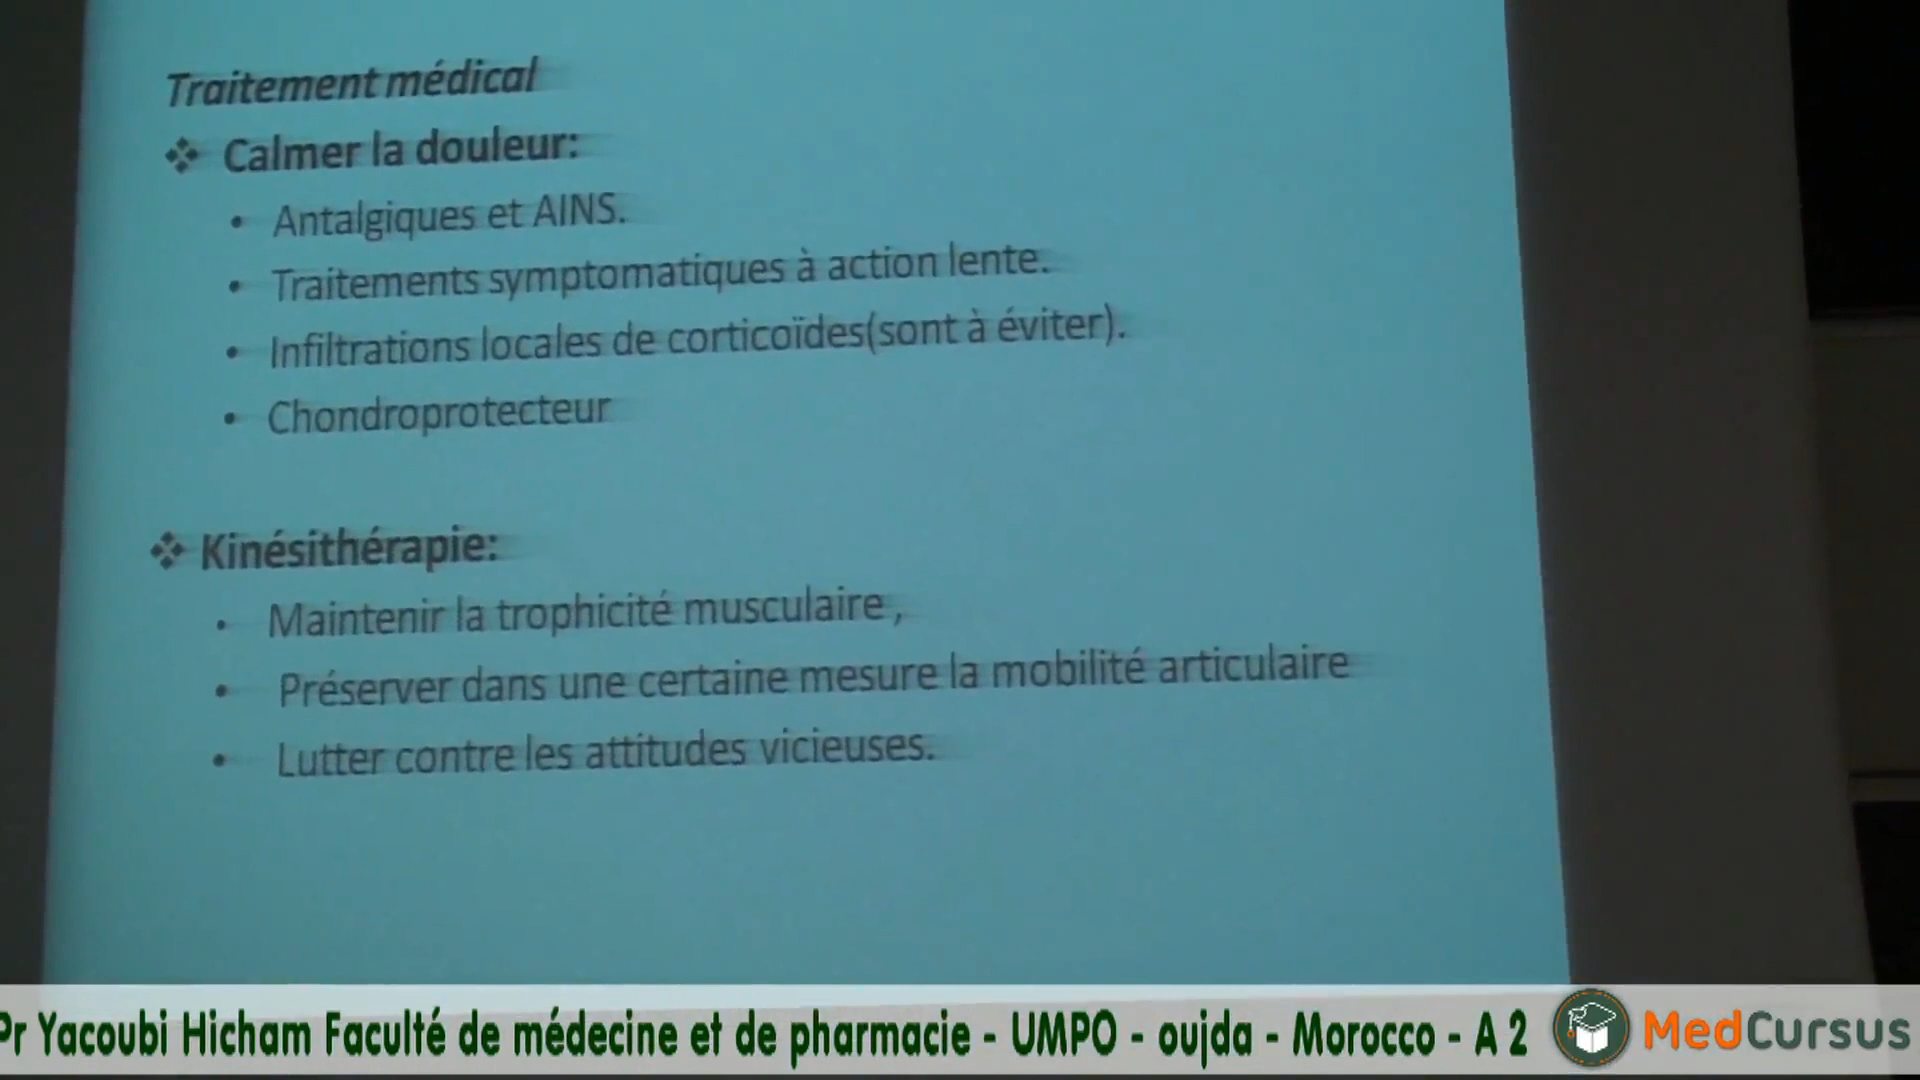 Traitement médical
❖ Calmer la douleur:
• Antalgiques et AINS.
• Traitements symptomatiques à action lente.
• Infiltrations locales de corticoïdes(sont à éviter).
• Chondroprotecteur
❖ Kinésithérapie:
• Maintenir la trophicité musculaire ,
• Préserver dans une certaine mesure la mobilité articulaire
• Lutter contre les attitudes vicieuses.
Pr Yacoubi Hicham Faculté de médecine et de pharmacie - UMPO - oujda - Morocco - A 2
MedCursus